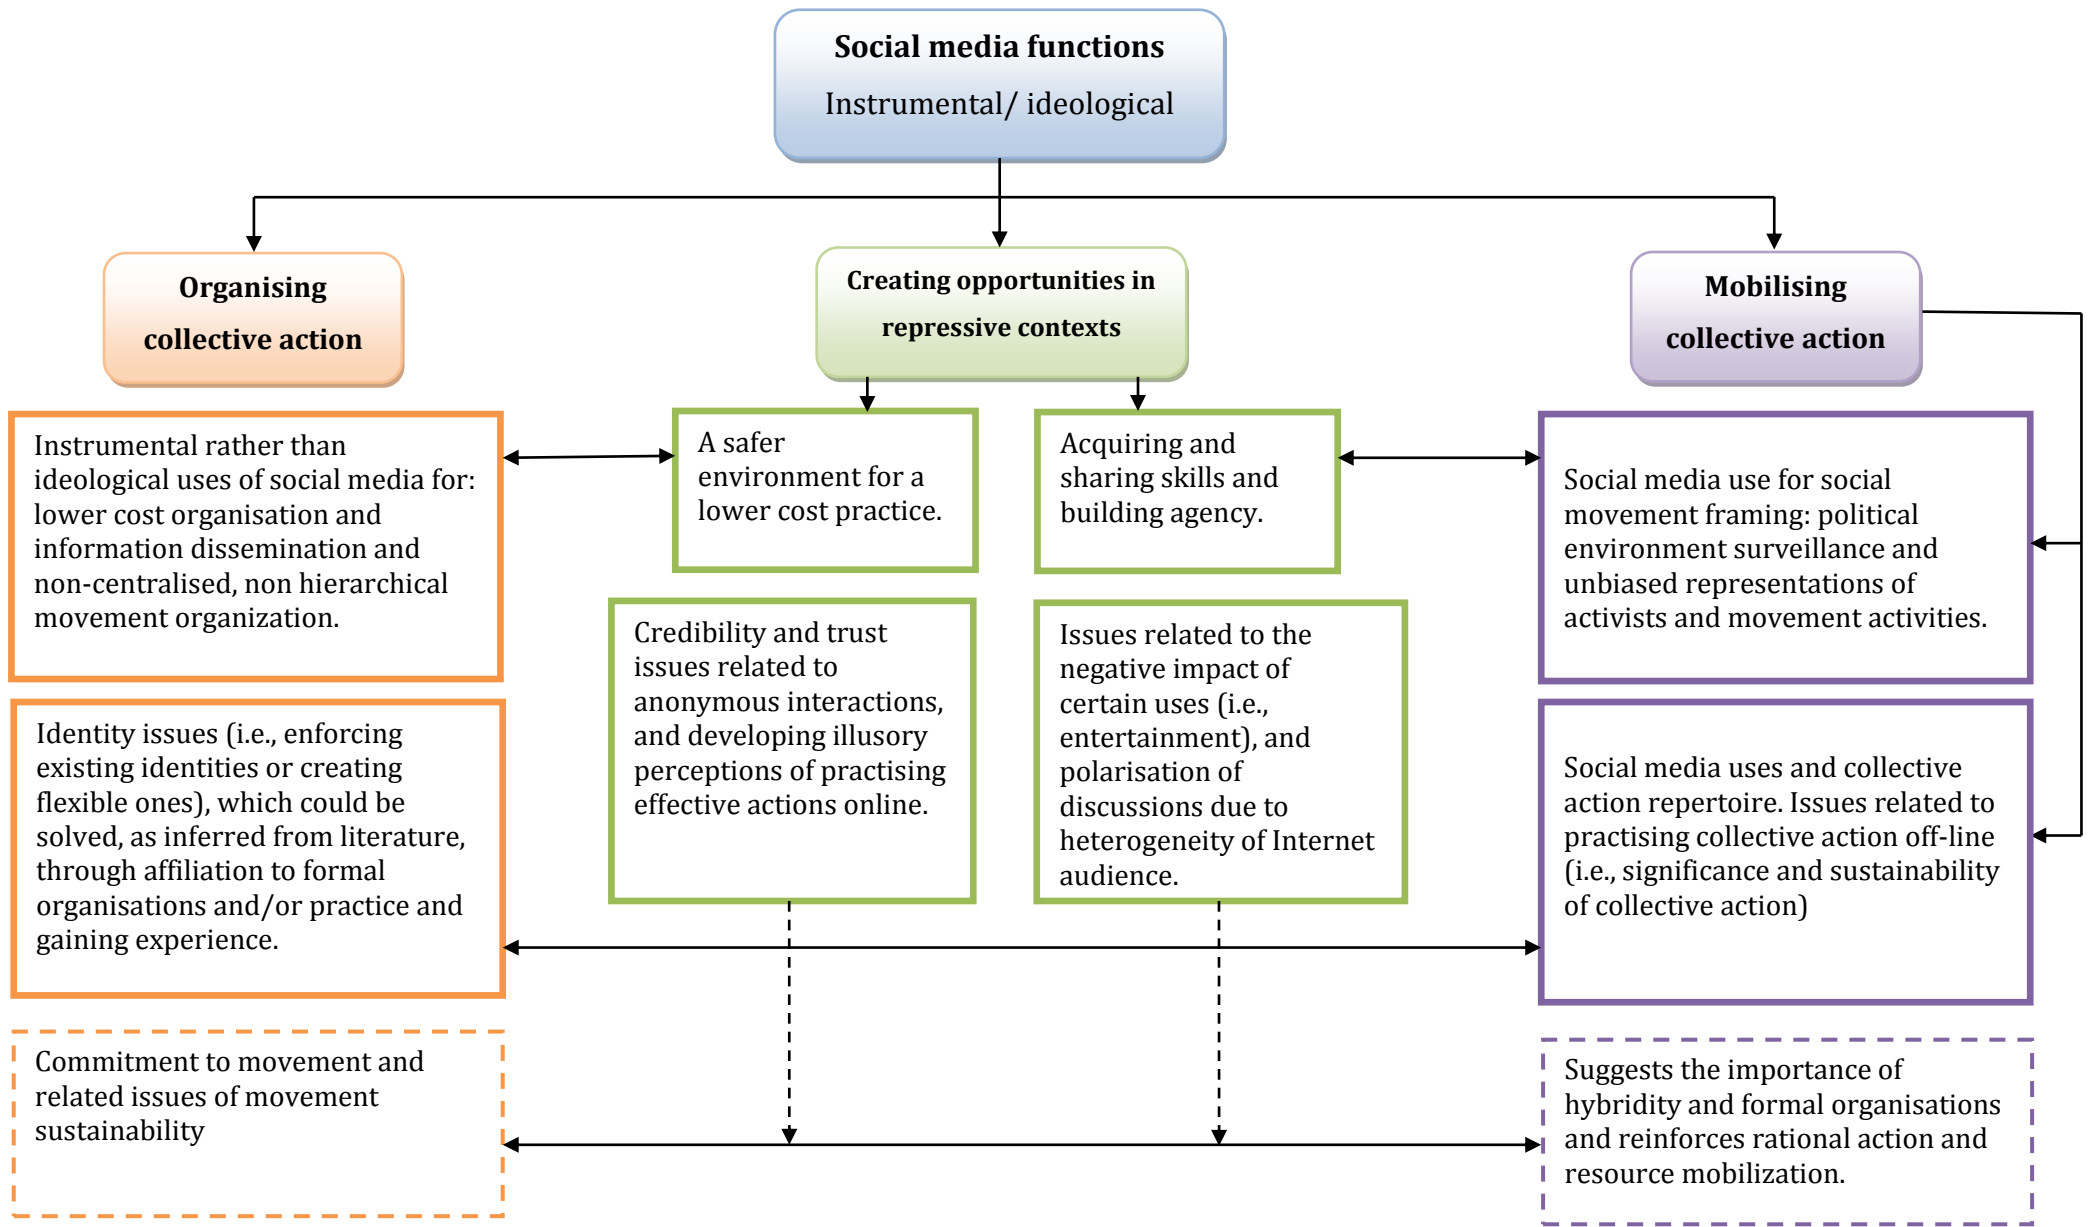 Social media functions
Instrumental/ ideological
Organising
collective action
Creating opportunities in
repressive contexts
Mobilising
collective action
Instrumental rather than
ideological uses of social media for:
lower cost organisation and
information dissemination and
non-centralised, non hierarchical
movement organization.
A safer
environment for a
lower cost practice.
Acquiring and
sharing skills and
building agency.
Social media use for social
movement framing: political
environment surveillance and
unbiased representations of
activists and movement activities.
Credibility and trust
issues related to
anonymous interactions,
and developing illusory
perceptions of practising
effective actions online.
Issues related to the
negative impact of
certain uses (i.e.,
entertainment), and
polarisation of
discussions due to
heterogeneity of Internet
audience.
Identity issues (i.e., enforcing
existing identities or creating
flexible ones), which could be
solved, as inferred from literature,
through affiliation to formal
organisations and/or practice and
gaining experience.
Social media uses and collective
action repertoire. Issues related to
practising collective action off-line
(i.e., significance and sustainability
of collective action)
Commitment to movement and
related issues of movement
sustainability
Suggests the importance of
hybridity and formal organisations
and reinforces rational action and
resource mobilization.